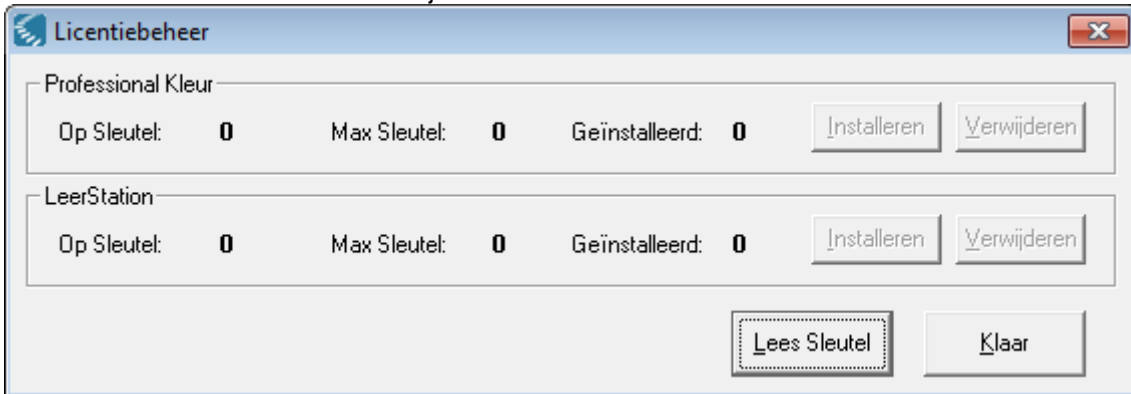 Licentiebeheer
Professional Kleur
Op Sleutel: 0 Max Sleutel: 0 Geïnstalleerd: 0 Installeren Verwijderen
LeerStation
Op Sleutel: 0 Max Sleutel: 0 Geïnstalleerd: 0 Installeren Verwijderen
Lees Sleutel Klaar